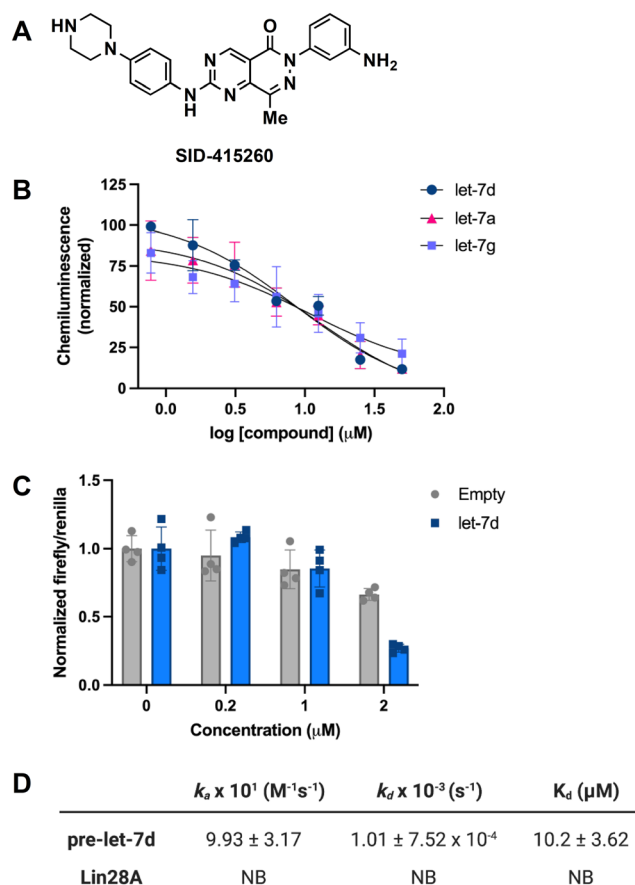 A
HN
N
N
H
N
N
O
N
N
Me
NH₂
SID-415260
B
Chemiluminescence
(normalized)
125
100
75
50
25
0
0.0 0.5 1.0 1.5 2.0
log [compound] (μM)
let-7d
let-7a
let-7g
C
Normalized firefly/renilla
1.5
1.0
0.5
0.0
0 0.2 1 2
Concentration (μM)
Empty
let-7d
D
kₐ x 10¹ (M⁻¹s⁻¹) k_d x 10⁻³ (s⁻¹) K_d (μM)
pre-let-7d 9.93 ± 3.17 1.01 ± 7.52 x 10⁻⁴ 10.2 ± 3.62
Lin28A NB NB NB